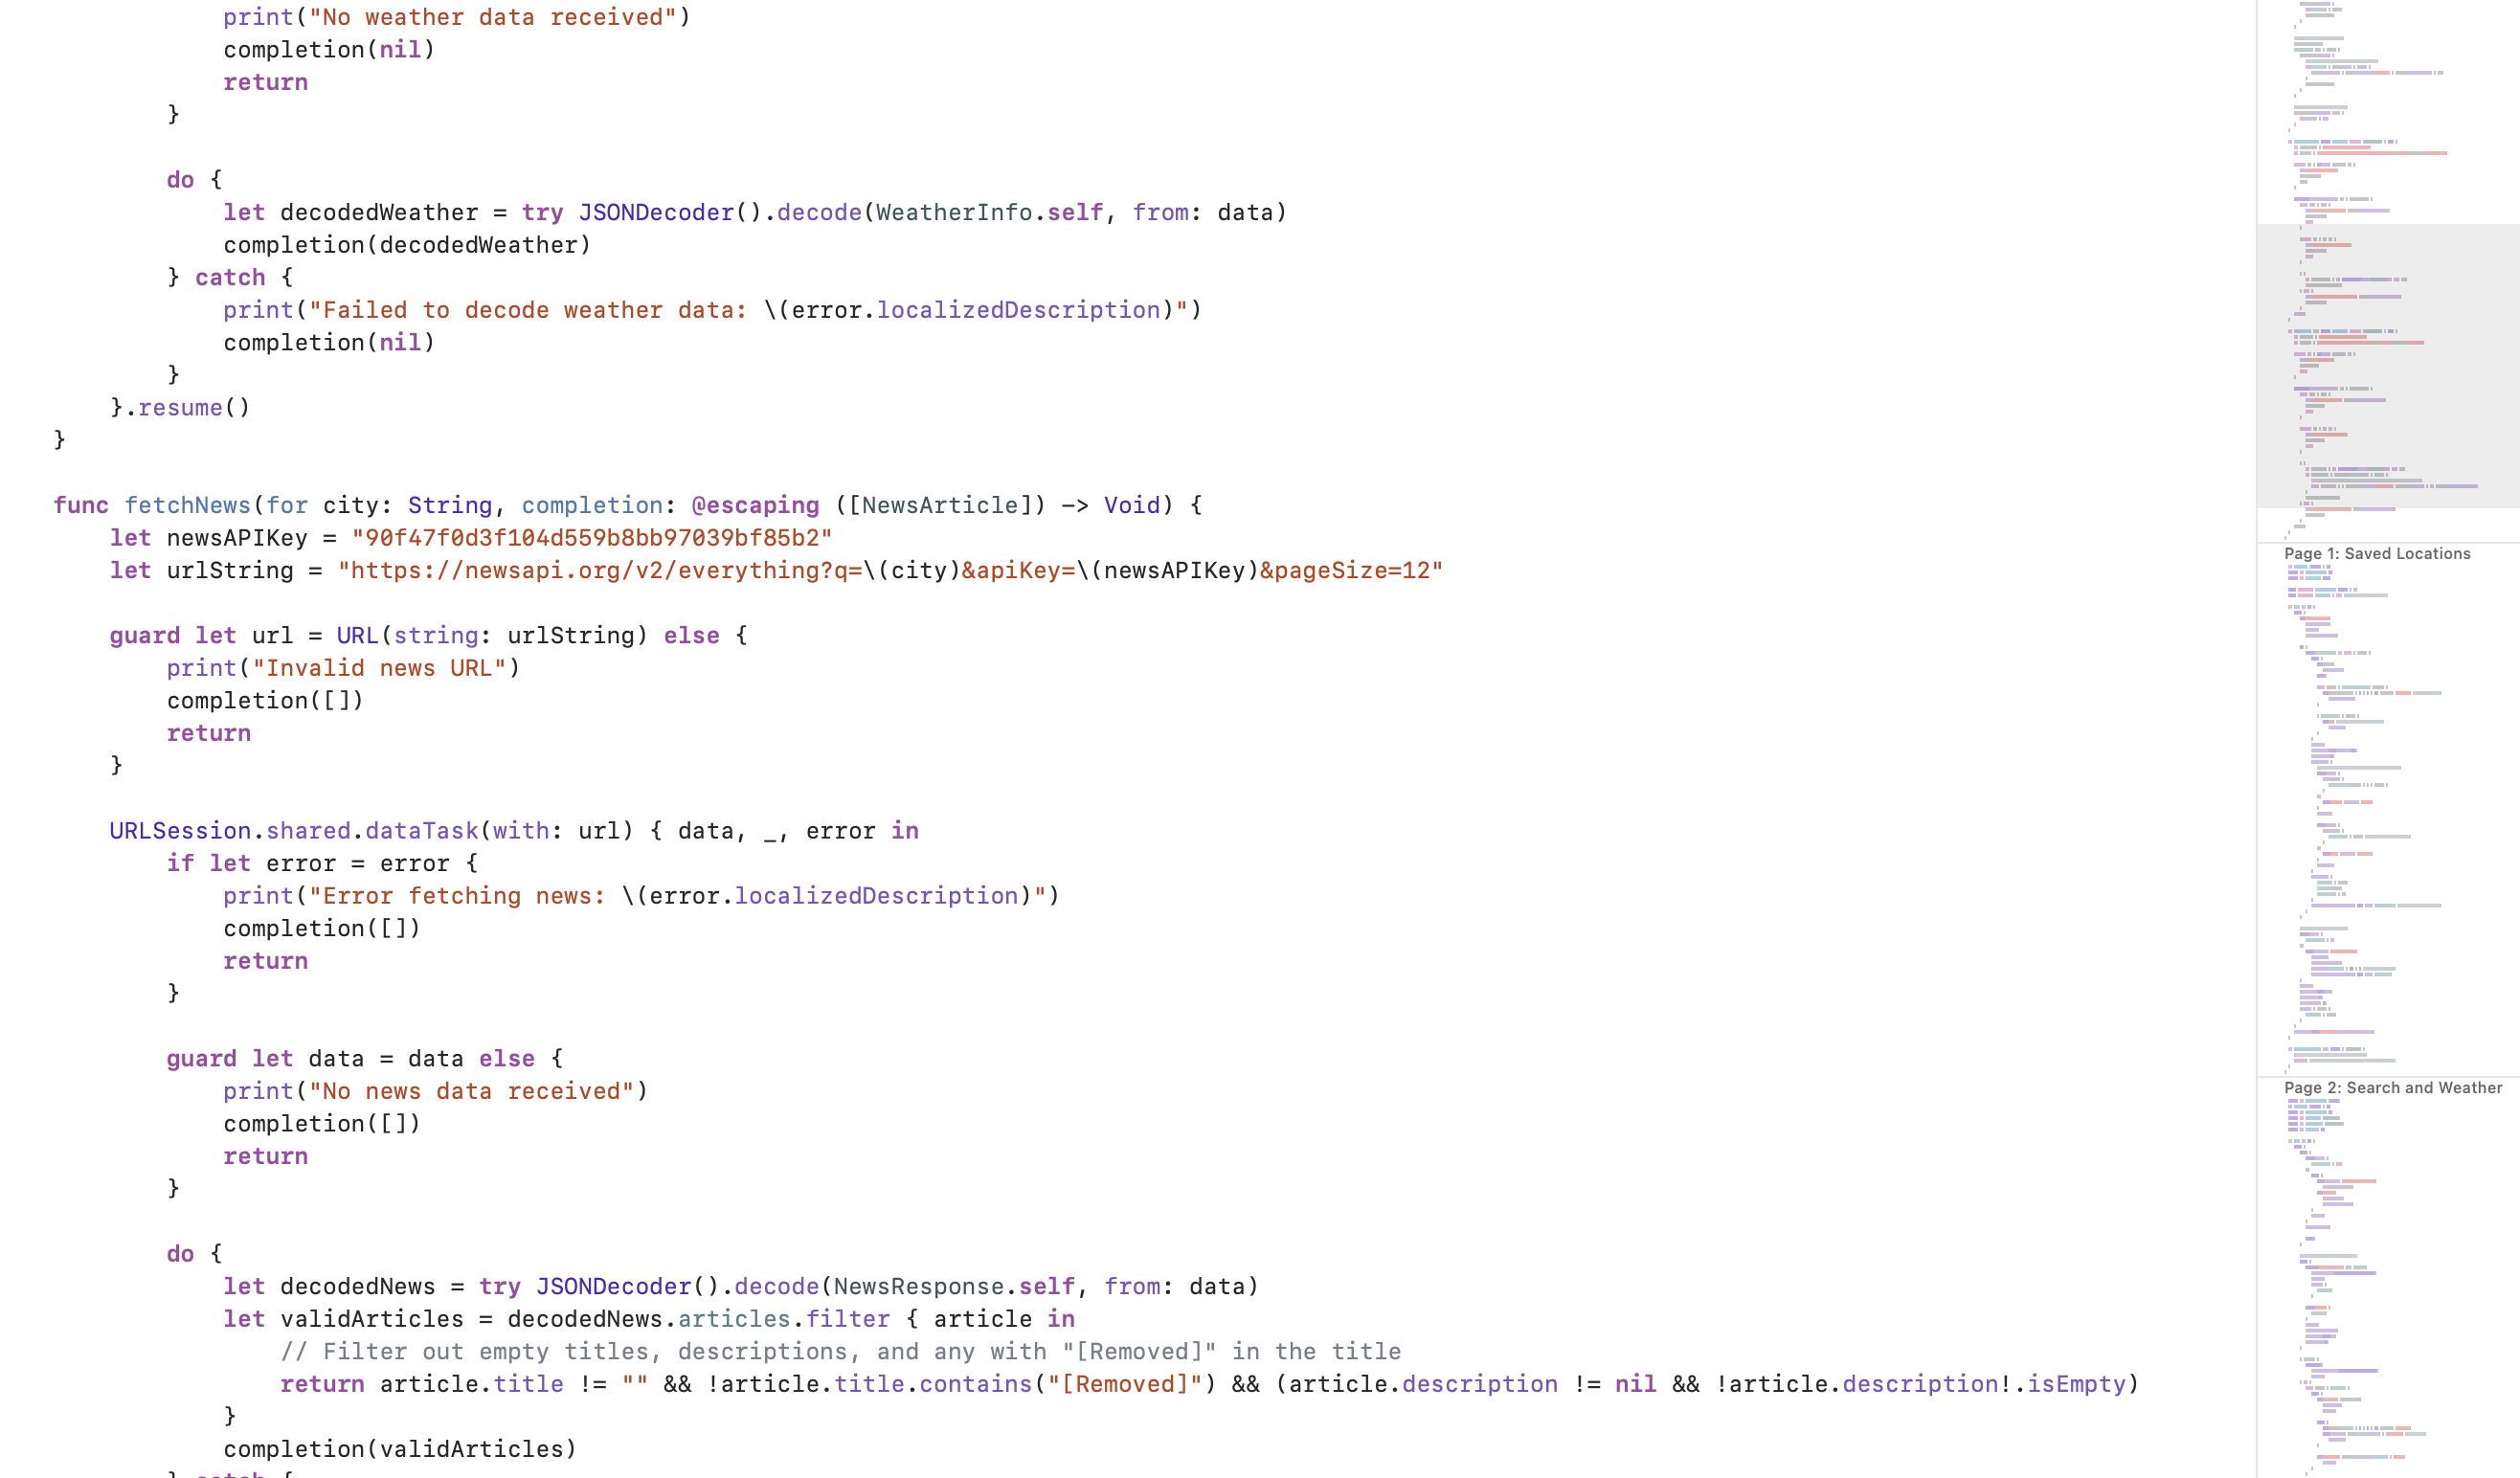 print("No weather data received")
            completion(nil)
            return
        }

        do {
            let decodedWeather = try JSONDecoder().decode(WeatherInfo.self, from: data)
            completion(decodedWeather)
        } catch {
            print("Failed to decode weather data: \(error.localizedDescription)")
            completion(nil)
        }
    }.resume()
}

func fetchNews(for city: String, completion: @escaping ([NewsArticle]) -> Void) {
    let newsAPIKey = "90f47f0d3f104d559b8bb97039bf85b2"
    let urlString = "https://newsapi.org/v2/everything?q=\(city)&apiKey=\(newsAPIKey)&pageSize=12"

    guard let url = URL(string: urlString) else {
        print("Invalid news URL")
        completion([])
        return
    }

    URLSession.shared.dataTask(with: url) { data, _, error in
        if let error = error {
            print("Error fetching news: \(error.localizedDescription)")
            completion([])
            return
        }

        guard let data = data else {
            print("No news data received")
            completion([])
            return
        }

        do {
            let decodedNews = try JSONDecoder().decode(NewsResponse.self, from: data)
            let validArticles = decodedNews.articles.filter { article in
                // Filter out empty titles, descriptions, and any with "[Removed]" in the title
                return article.title != "" && !article.title.contains("[Removed]") && (article.description != nil && !article.description!.isEmpty)
            }
            completion(validArticles)
        } catch {
Page 1: Saved Locations
Page 2: Search and Weather